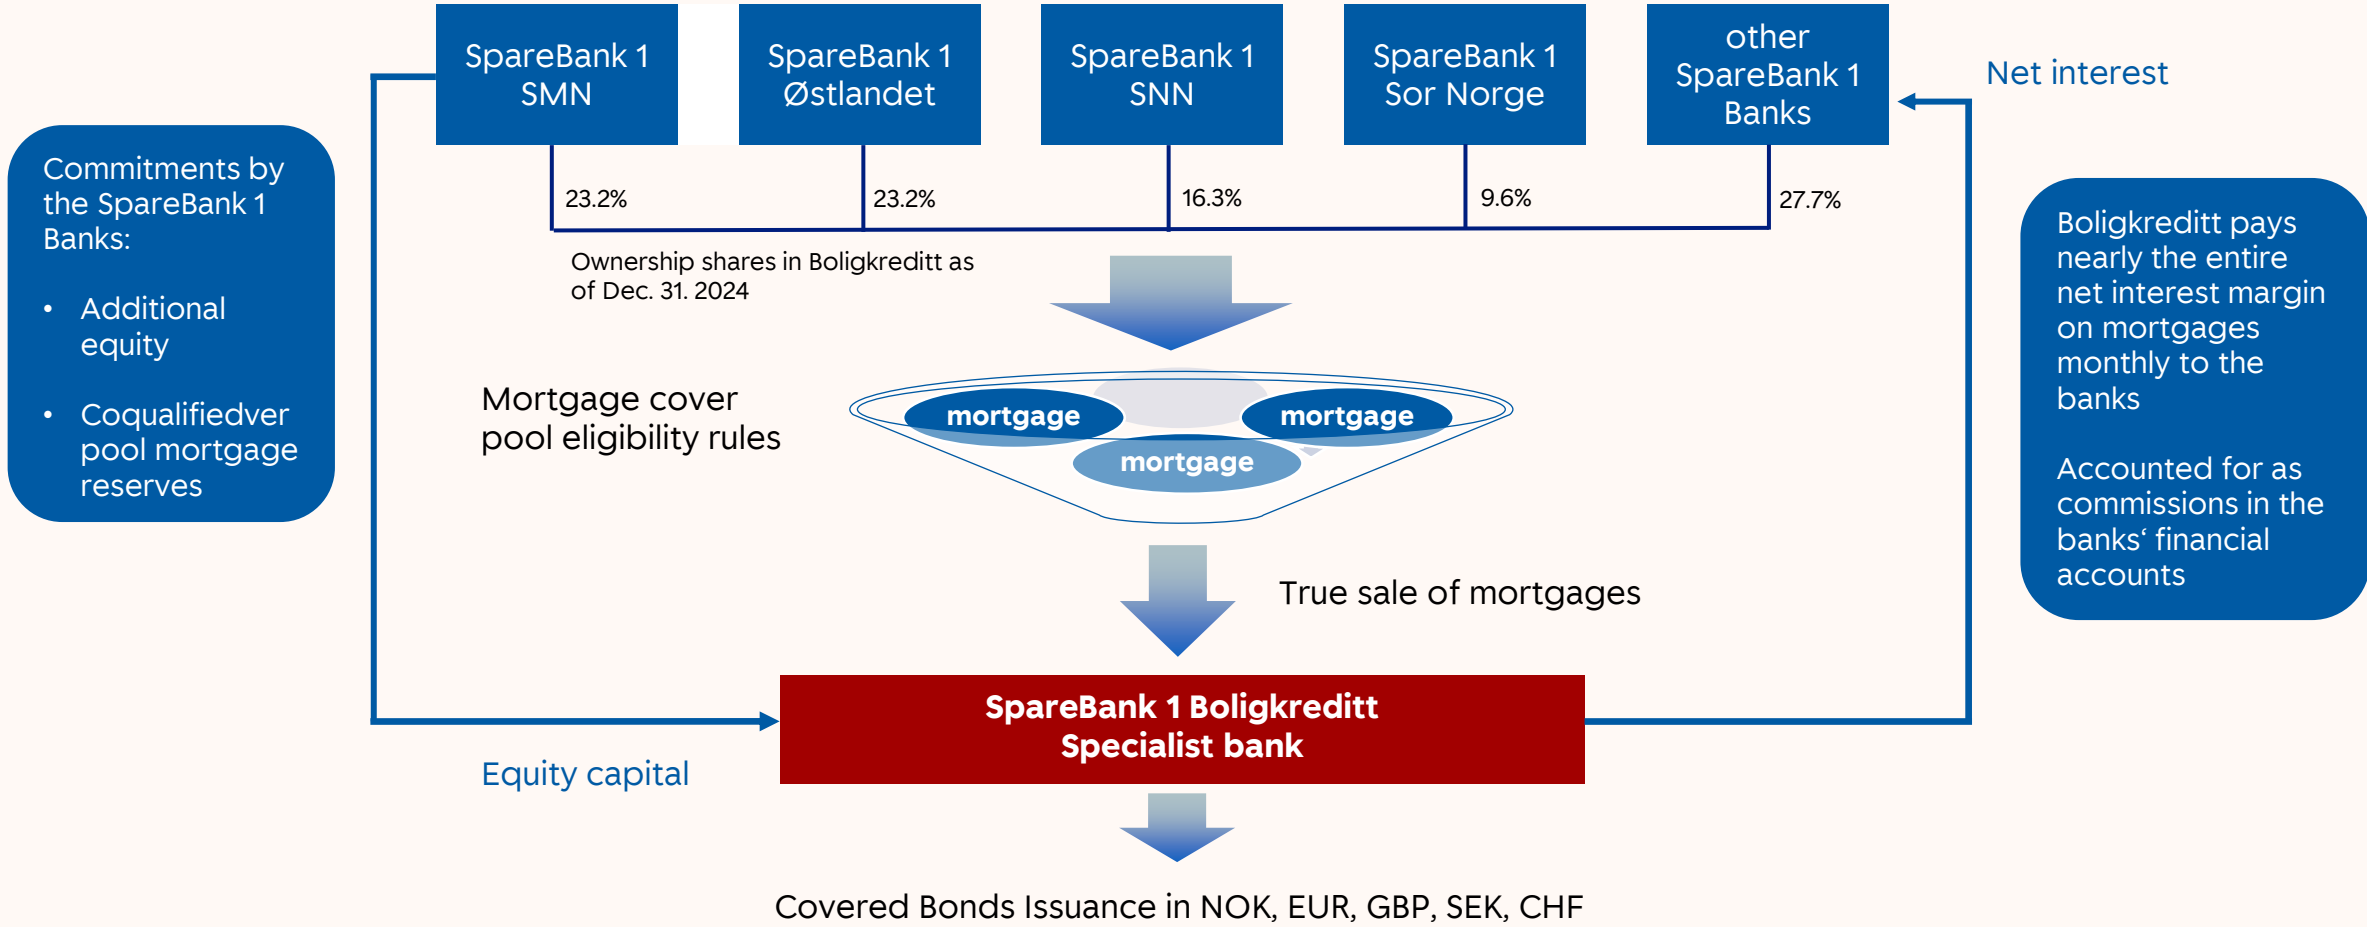 SpareBank 1
SMN
SpareBank 1
Østlandet
SpareBank 1
SNN
SpareBank 1
Sor Norge
other
SpareBank 1
Banks
Net interest
Commitments by
the SpareBank 1
Banks:
• Additional
equity
• Coqualifiedver
pool mortgage
reserves
23.2%
23.2%
16.3%
9.6%
27.7%
Ownership shares in Boligkreditt as
of Dec. 31. 2024
Boligkreditt pays
nearly the entire
net interest margin
on mortgages
monthly to the
banks
Accounted for as
commissions in the
banks‘ financial
accounts
Mortgage cover
pool eligibility rules
mortgage
mortgage
mortgage
True sale of mortgages
SpareBank 1 Boligkreditt
Specialist bank
Equity capital
Covered Bonds Issuance in NOK, EUR, GBP, SEK, CHF